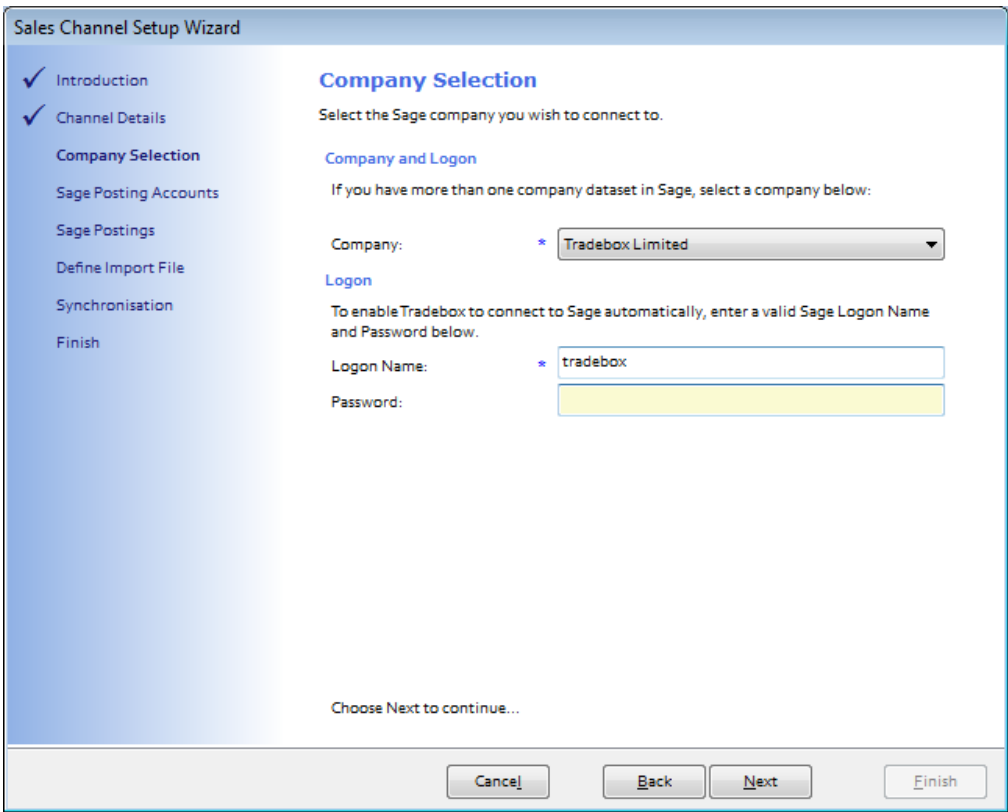 Sales Channel Setup Wizard
Introduction
Channel Details
Company Selection
Sage Posting Accounts
Sage Postings
Define Import File
Synchronisation
Finish
Company Selection
Select the Sage company you wish to connect to.
Company and Logon
If you have more than one company dataset in Sage, select a company below:
Company: * Tradebox Limited
Logon
To enable Tradebox to connect to Sage automatically, enter a valid Sage Logon Name
and Password below.
Logon Name: * tradebox
Password:
Choose Next to continue...
Cancel Back Next Finish